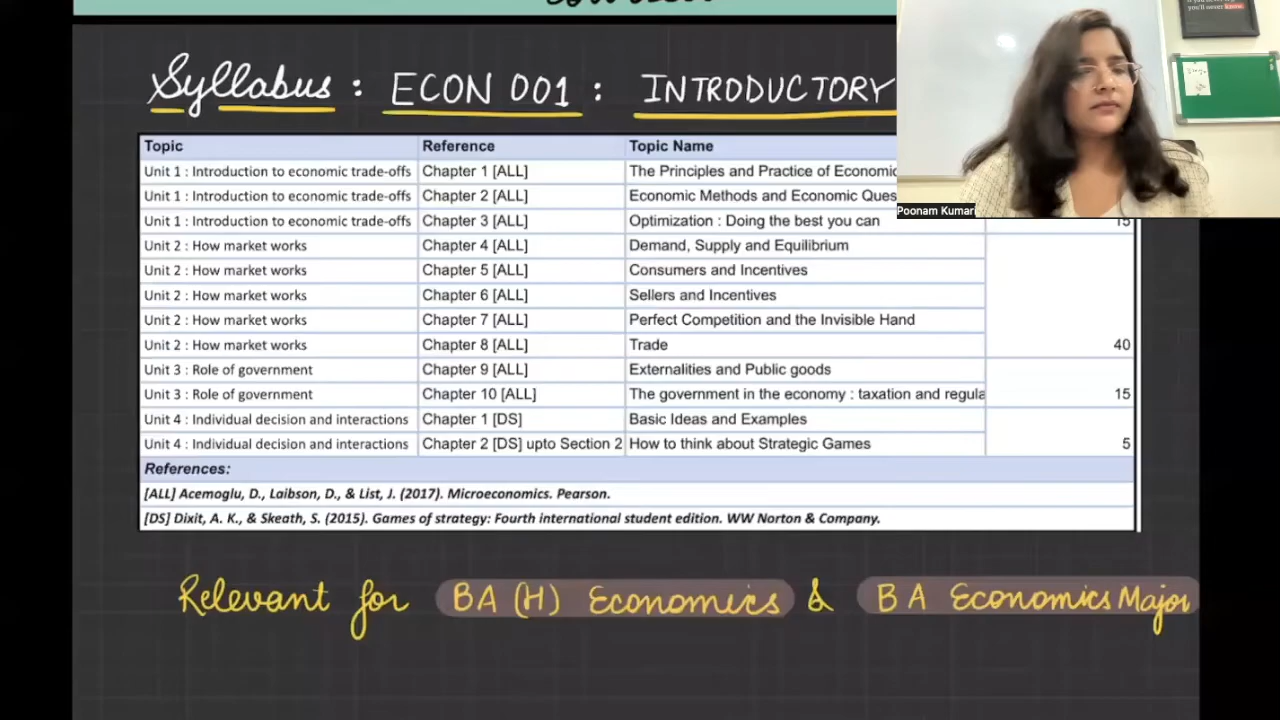 Syllabus : ECON 001 : INTRODUCTORY
you'll never know.
Poonam Kumari
Topic Reference Topic Name
Unit 1 : Introduction to economic trade-offs Chapter 1 [ALL] The Principles and Practice of Economic
Unit 1 : Introduction to economic trade-offs Chapter 2 [ALL] Economic Methods and Economic Ques
Unit 1 : Introduction to economic trade-offs Chapter 3 [ALL] Optimization : Doing the best you can 15
Unit 2 : How market works Chapter 4 [ALL] Demand, Supply and Equilibrium
Unit 2 : How market works Chapter 5 [ALL] Consumers and Incentives
Unit 2 : How market works Chapter 6 [ALL] Sellers and Incentives
Unit 2 : How market works Chapter 7 [ALL] Perfect Competition and the Invisible Hand
Unit 2 : How market works Chapter 8 [ALL] Trade 40
Unit 3 : Role of government Chapter 9 [ALL] Externalities and Public goods
Unit 3 : Role of government Chapter 10 [ALL] The government in the economy : taxation and regula 15
Unit 4 : Individual decision and interactions Chapter 1 [DS] Basic Ideas and Examples
Unit 4 : Individual decision and interactions Chapter 2 [DS] upto Section 2 How to think about Strategic Games 5
References:
[ALL] Acemoglu, D., Laibson, D., & List, J. (2017). Microeconomics. Pearson.
[DS] Dixit, A. K., & Skeath, S. (2015). Games of strategy: Fourth international student edition. WW Norton & Company.
Relevant for BA (H) Economics & BA Economics Major